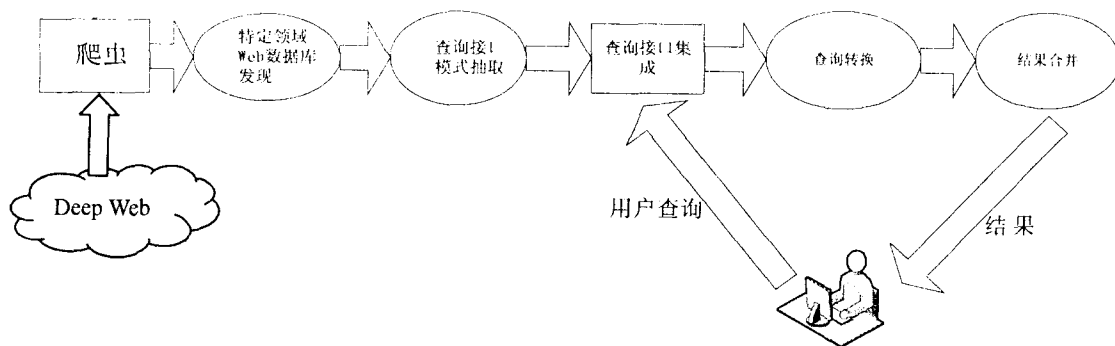 爬虫
特定领域
Web数据库
发现
查询接口
模式抽取
查询接口集
成
查询转换
结果合并
Deep Web
用户查询
结果